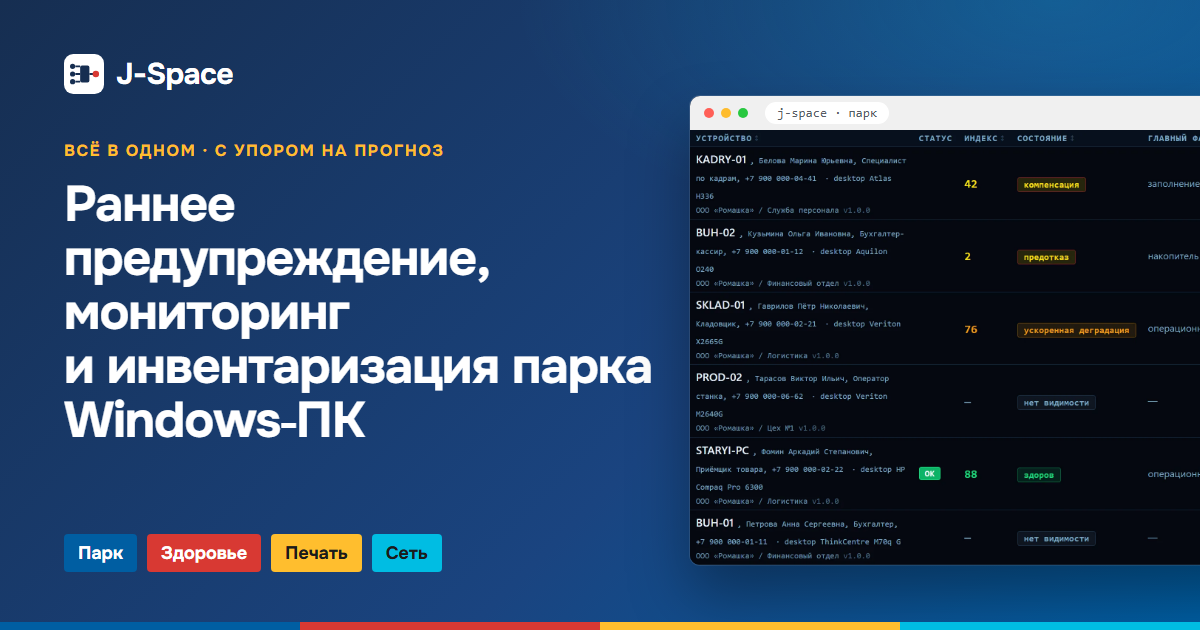 J-Space
ВСЁ В ОДНОМ · С УПОРОМ НА ПРОГНОЗ
Раннее
предупреждение,
мониторинг
и инвентаризация парка
Windows-ПК
Парк Здоровье Печать Сеть
j-space · парк
УСТРОЙСТВО СТАТУС ИНДЕКС СОСТОЯНИЕ ГЛАВНЫЙ
KADRY-01 , Белова Марина Юрьевна, Специалист
по кадрам, +7 900 000-04-41 · desktop Atlas
H336
ООО «Ромашка» / Служба персонала v1.0.0
42 компенсация заполнение
BUH-02 , Кузьмина Ольга Ивановна, Бухгалтер-
кассир, +7 900 000-01-12 · desktop Aquilon
O240
ООО «Ромашка» / Финансовый отдел v1.0.0
2 предотказ накопитель
SKLAD-01 , Гаврилов Пётр Николаевич,
Кладовщик, +7 900 000-02-21 · desktop Veriton
X2665G
ООО «Ромашка» / Логистика v1.0.0
76 ускоренная деградация операционн
PROD-02 , Тарасов Виктор Ильич, Оператор
станка, +7 900 000-06-62 · desktop Veriton
M2640G
ООО «Ромашка» / Цех №1 v1.0.0
— нет видимости —
STARYI-PC , Фомин Аркадий Степанович,
Приёмщик товара, +7 900 000-02-22 · desktop HP
Compaq Pro 6300
ООО «Ромашка» / Логистика v1.0.0
OK 88 здоров операционн
BUH-01 , Петрова Анна Сергеевна, Бухгалтер,
+7 900 000-01-11 · desktop ThinkCentre M70q G
ООО «Ромашка» / Финансовый отдел v1.0.0
— нет видимости —